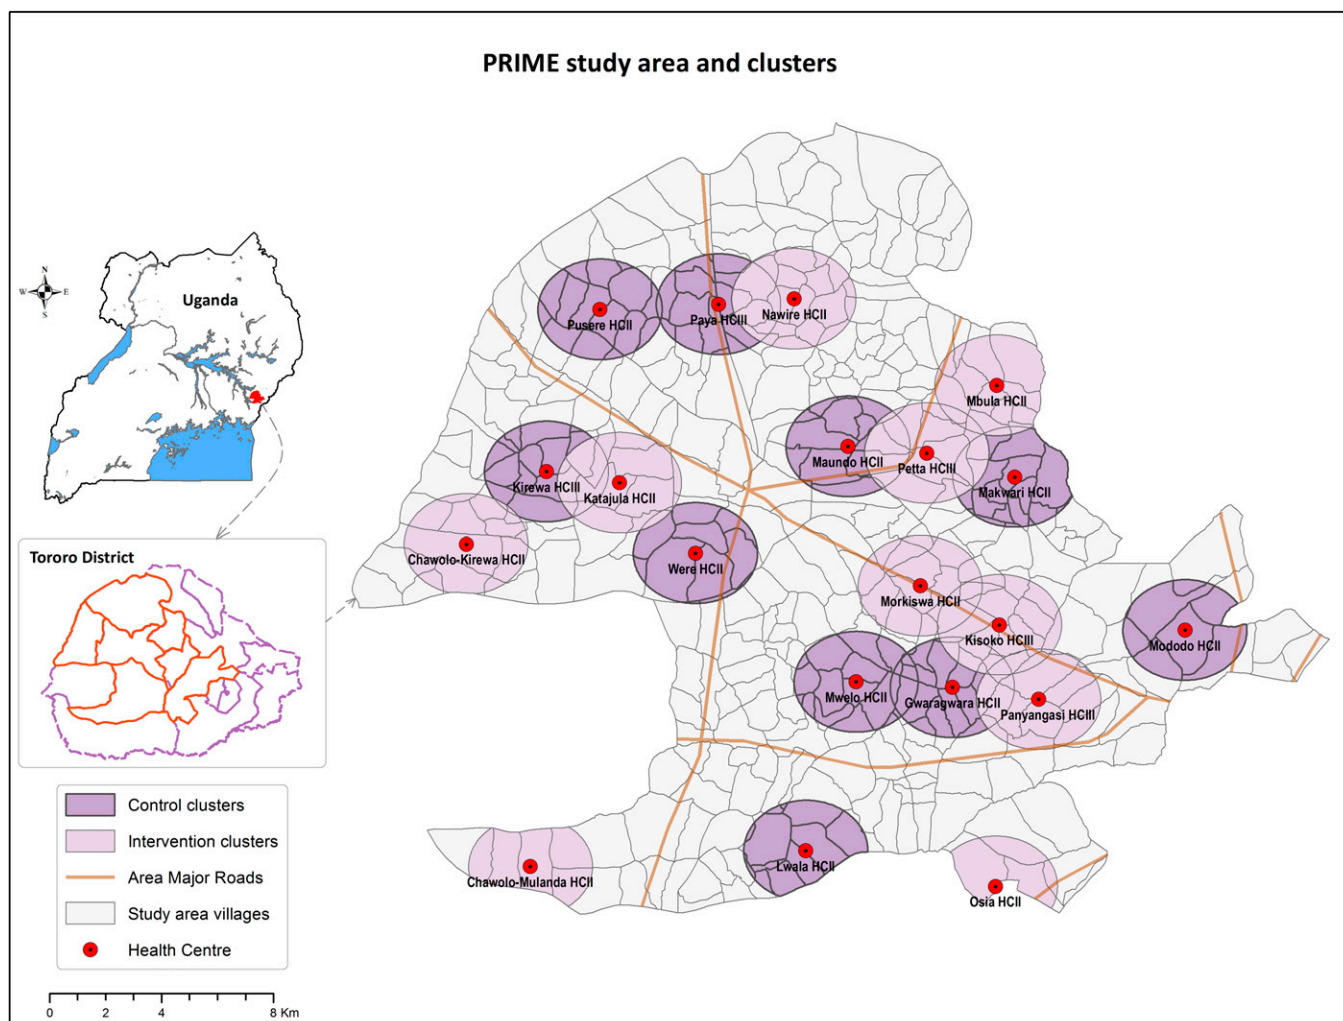 PRIME study area and clusters
N
W E
S
Uganda
Tororo District
Control clusters
Intervention clusters
Area Major Roads
Study area villages
Health Centre
0 2 4 8 Km
Pusere HCII
Paya HCIII
Nawire HCII
Mbula HCII
Maundo HCII
Petta HCIII
Makwari HCII
Kirewa HCIII
Katajula HCII
Chawolo-Kirewa HCII
Were HCII
Morkiswa HCII
Kisoko HCIII
Mododo HCII
Mwelo HCII
Gwaragwara HCII
Panyangasi HCIII
Lwala HCII
Chawolo-Mulanda HCII
Osia HCII